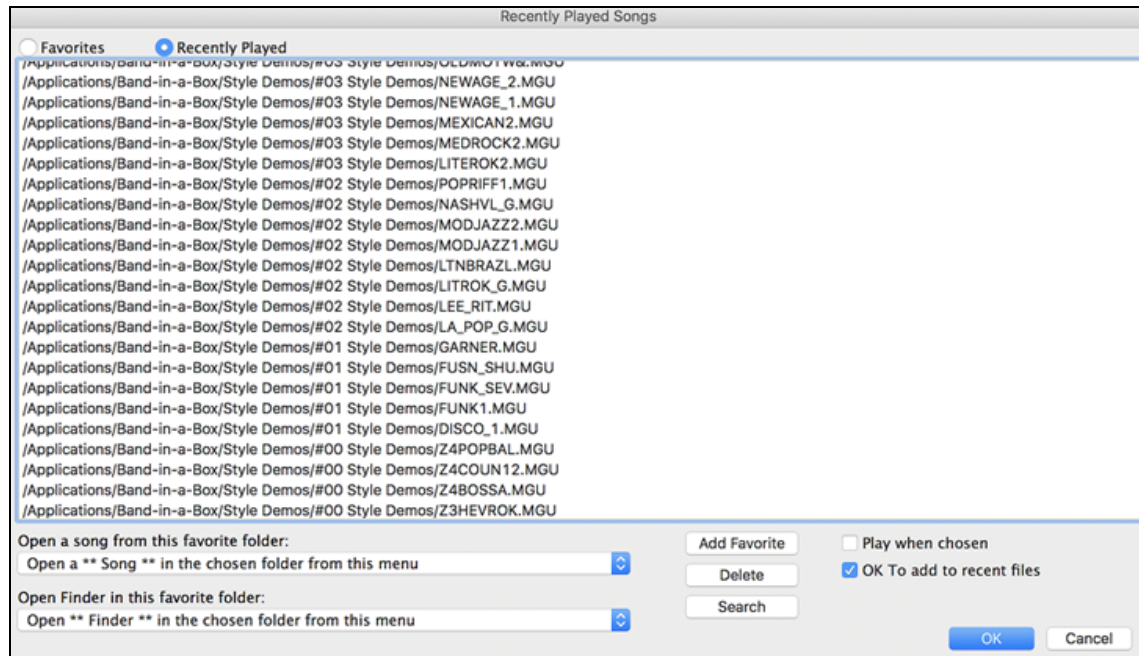 Recently Played Songs
Favorites Recently Played
/Applications/Band-in-a-Box/Style Demos/#03 Style Demos/OLDMOTW&.MGU
/Applications/Band-in-a-Box/Style Demos/#03 Style Demos/NEWAGE_2.MGU
/Applications/Band-in-a-Box/Style Demos/#03 Style Demos/NEWAGE_1.MGU
/Applications/Band-in-a-Box/Style Demos/#03 Style Demos/MEXICAN2.MGU
/Applications/Band-in-a-Box/Style Demos/#03 Style Demos/MEDROCK2.MGU
/Applications/Band-in-a-Box/Style Demos/#03 Style Demos/LITEROK2.MGU
/Applications/Band-in-a-Box/Style Demos/#02 Style Demos/POPRIFF1.MGU
/Applications/Band-in-a-Box/Style Demos/#02 Style Demos/NASHVL_G.MGU
/Applications/Band-in-a-Box/Style Demos/#02 Style Demos/MODJAZZ2.MGU
/Applications/Band-in-a-Box/Style Demos/#02 Style Demos/MODJAZZ1.MGU
/Applications/Band-in-a-Box/Style Demos/#02 Style Demos/LTNBRAZL.MGU
/Applications/Band-in-a-Box/Style Demos/#02 Style Demos/LITROK_G.MGU
/Applications/Band-in-a-Box/Style Demos/#02 Style Demos/LEE_RIT.MGU
/Applications/Band-in-a-Box/Style Demos/#02 Style Demos/LA_POP_G.MGU
/Applications/Band-in-a-Box/Style Demos/#01 Style Demos/GARNER.MGU
/Applications/Band-in-a-Box/Style Demos/#01 Style Demos/FUSN_SHU.MGU
/Applications/Band-in-a-Box/Style Demos/#01 Style Demos/FUNK_SEV.MGU
/Applications/Band-in-a-Box/Style Demos/#01 Style Demos/FUNK1.MGU
/Applications/Band-in-a-Box/Style Demos/#01 Style Demos/DISCO_1.MGU
/Applications/Band-in-a-Box/Style Demos/#00 Style Demos/Z4POPBAL.MGU
/Applications/Band-in-a-Box/Style Demos/#00 Style Demos/Z4COUN12.MGU
/Applications/Band-in-a-Box/Style Demos/#00 Style Demos/Z4BOSSA.MGU
/Applications/Band-in-a-Box/Style Demos/#00 Style Demos/Z3HEVROK.MGU
Open a song from this favorite folder:
Open a ** Song ** in the chosen folder from this menu
Open Finder in this favorite folder:
Open ** Finder ** in the chosen folder from this menu
Add Favorite
Delete
Search
Play when chosen
OK To add to recent files
OK Cancel